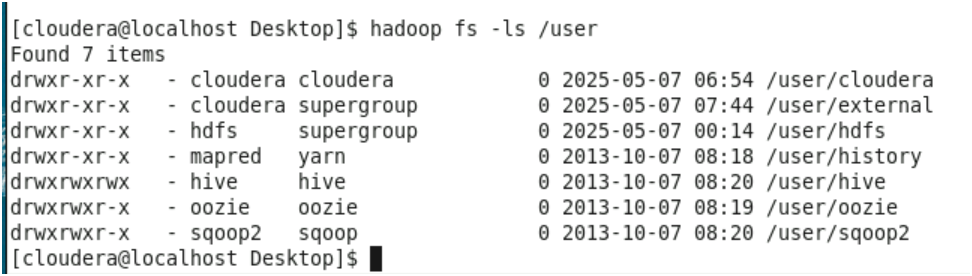 [cloudera@localhost Desktop]$ hadoop fs -ls /user
Found 7 items
drwxr-xr-x   - cloudera cloudera            0 2025-05-07 06:54 /user/cloudera
drwxr-xr-x   - cloudera supergroup          0 2025-05-07 07:44 /user/external
drwxr-xr-x   - hdfs     supergroup          0 2025-05-07 00:14 /user/hdfs
drwxr-xr-x   - mapred   yarn                0 2013-10-07 08:18 /user/history
drwxrwxrwx   - hive     hive                0 2013-10-07 08:20 /user/hive
drwxrwxr-x   - oozie    oozie               0 2013-10-07 08:19 /user/oozie
drwxrwxr-x   - sqoop2   sqoop               0 2013-10-07 08:20 /user/sqoop2
[cloudera@localhost Desktop]$